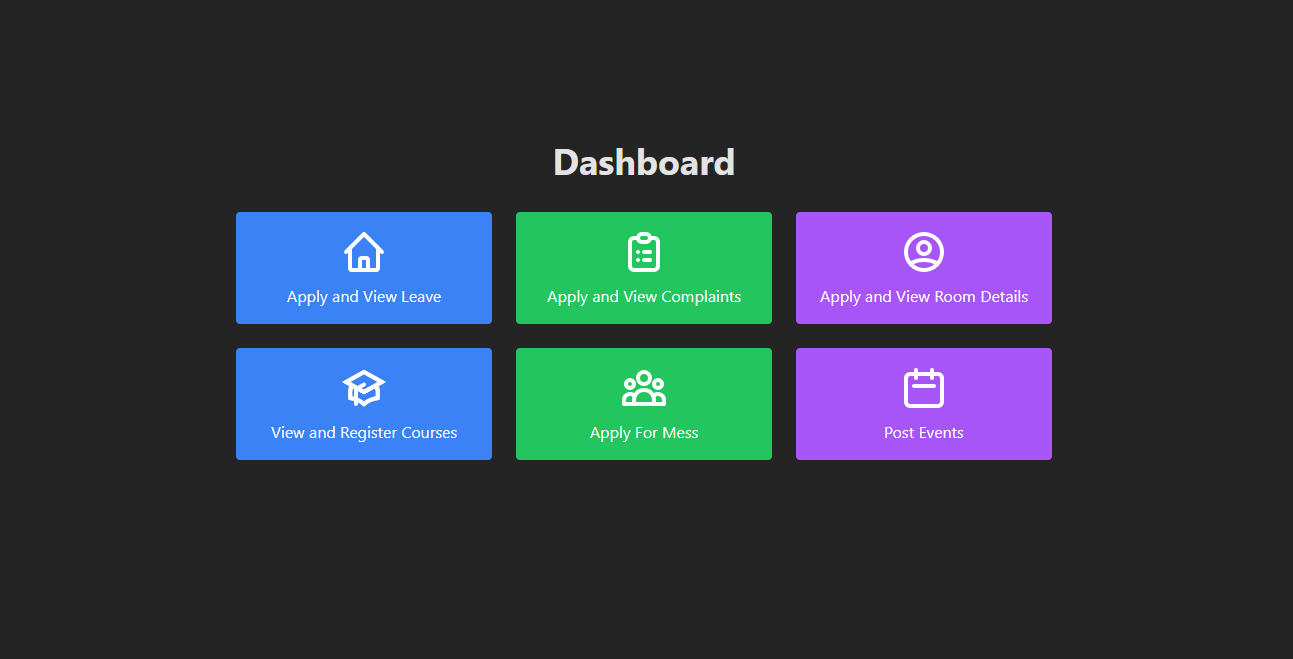 Dashboard
Apply and View Leave
Apply and View Complaints
Apply and View Room Details
View and Register Courses
Apply For Mess
Post Events